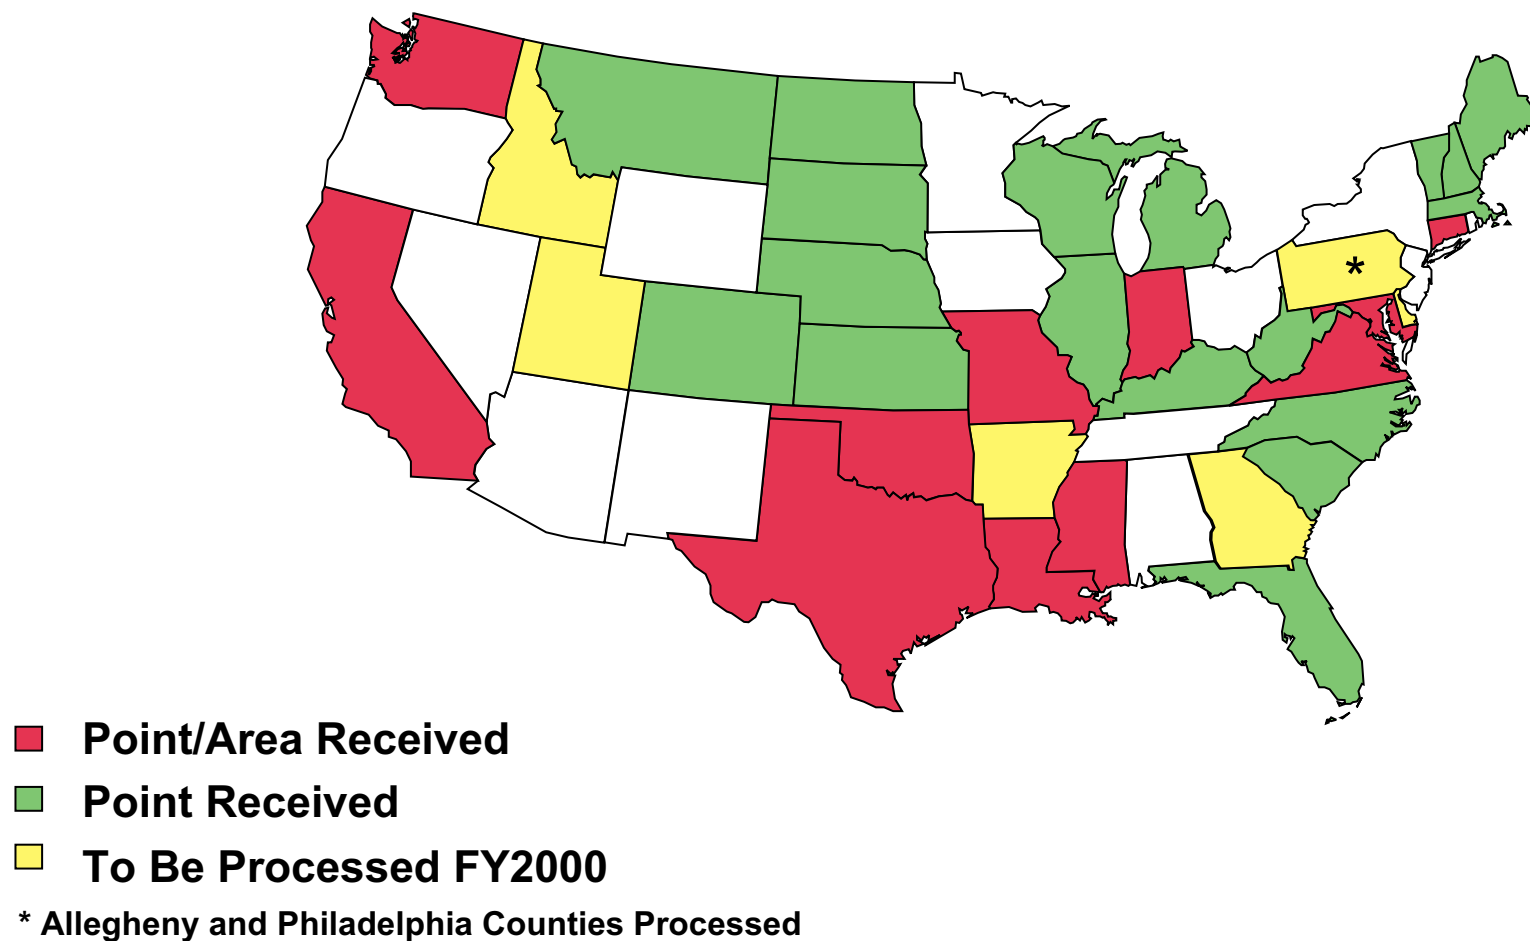 *
Point/Area Received
Point Received
To Be Processed FY2000
* Allegheny and Philadelphia Counties Processed